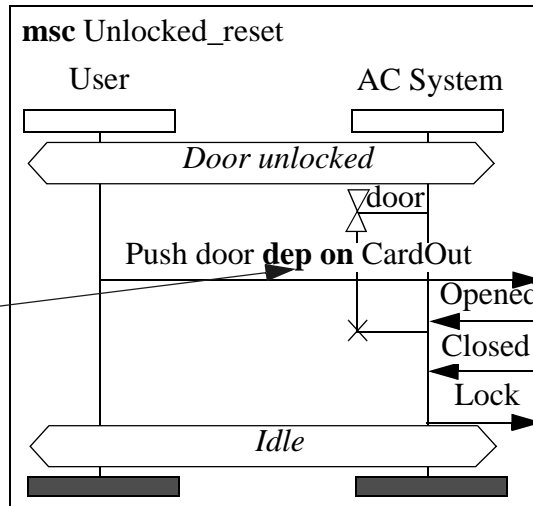 msc Unlocked_reset
User
AC System
Door unlocked
door
Push door dep on CardOut
Opened
Closed
Lock
Idle